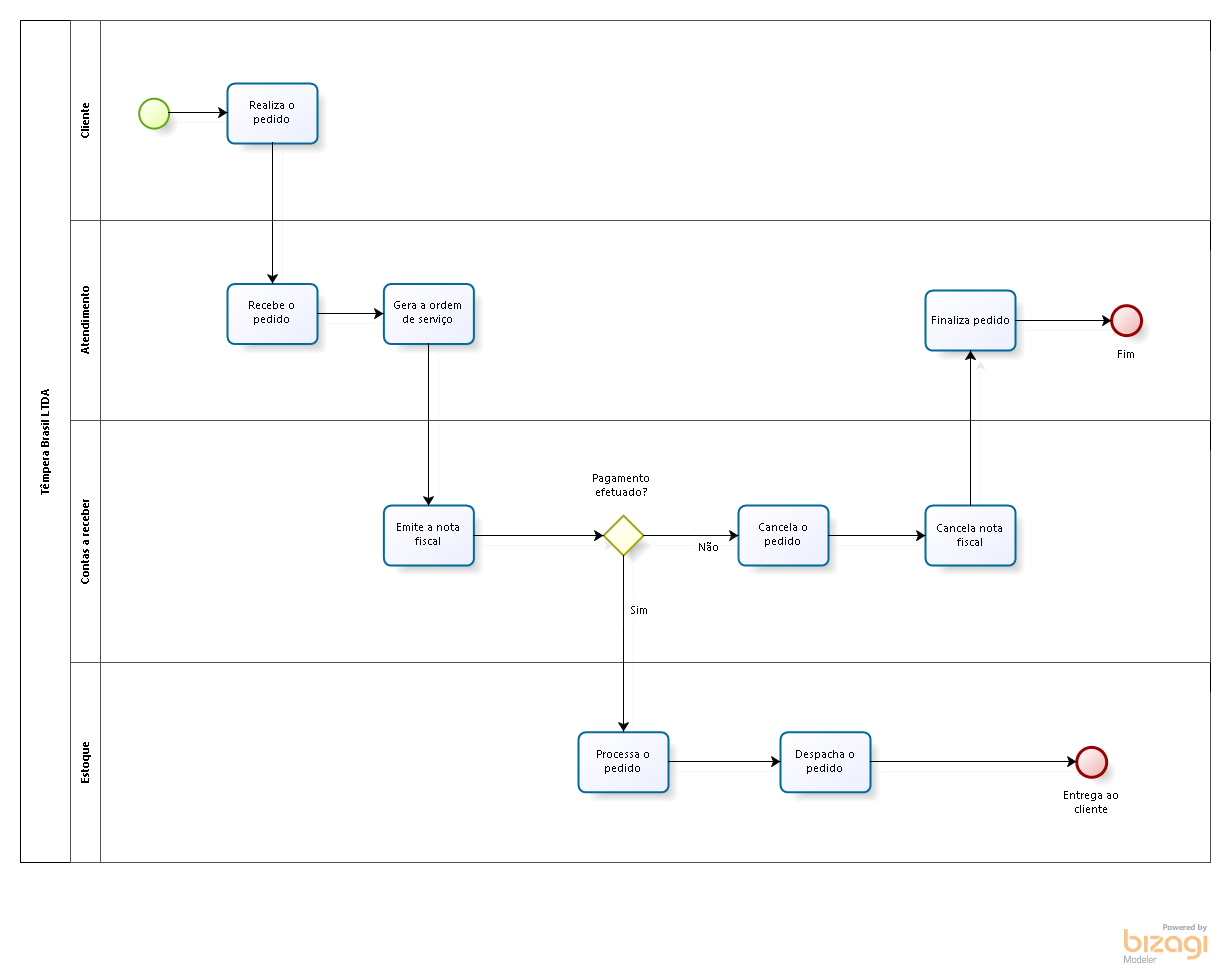 Têmpera Brasil LTDA
Cliente
Realiza o
pedido
Atendimento
Recebe o
pedido
Gera a ordem
de serviço
Finaliza pedido
Fim
Contas a receber
Emite a nota
fiscal
Pagamento
efetuado?
Não
Sim
Cancela o
pedido
Cancela nota
fiscal
Estoque
Processa o
pedido
Despacha o
pedido
Entrega ao
cliente
Powered by
bizagi
Modeler